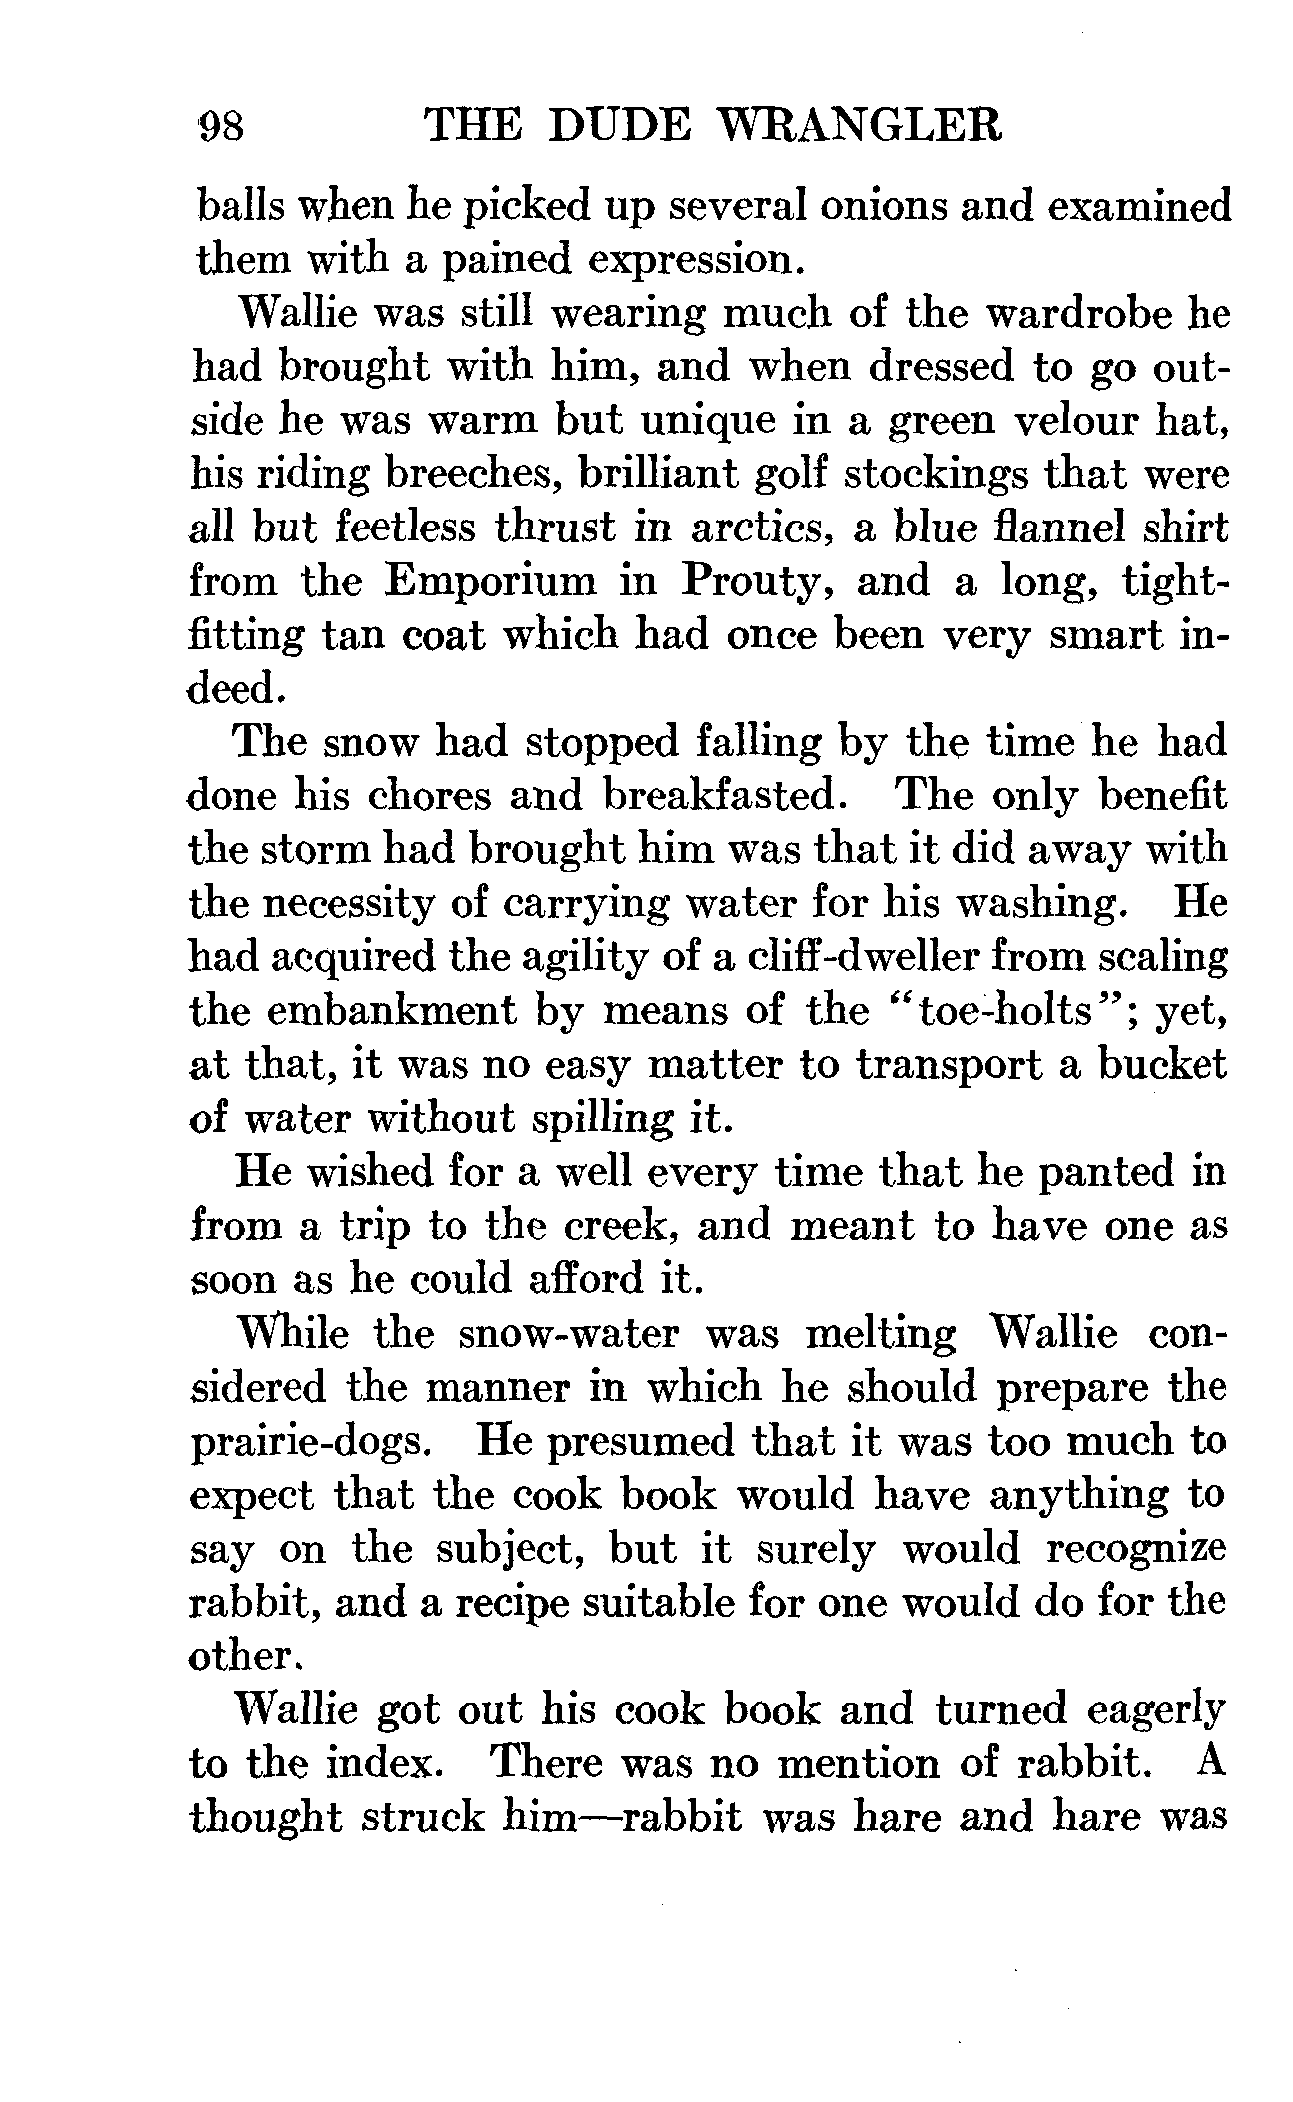 98 THE DUDE WRANGLER
balls when he picked up several onions and examined
them with a pained expression.
Wallie was still wearing much of the wardrobe he
had brought with him, and when dressed to go out-
side he was warm but unique in a green velour hat,
his riding breeches, brilliant golf stockings that were
all but feetless thrust in arctics, a blue flannel shirt
from the Emporium in Prouty, and a long, tight-
fitting tan coat which had once been very smart in-
deed.
The snow had stopped falling by the time he had
done his chores and breakfasted. The only benefit
the storm had brought him was that it did away with
the necessity of carrying water for his washing. He
had acquired the agility of a cliff-dweller from scaling
the embankment by means of the "toe-holts"; yet,
at that, it was no easy matter to transport a bucket
of water without spilling it.
He wished for a well every time that he panted in
from a trip to the creek, and meant to have one as
soon as he could afford it.
While the snow-water was melting Wallie con-
sidered the manner in which he should prepare the
prairie-dogs. He presumed that it was too much to
expect that the cook book would have anything to
say on the subject, but it surely would recognize
rabbit, and a recipe suitable for one would do for the
other.
Wallie got out his cook book and turned eagerly
to the index. There was no mention of rabbit. A
thought struck him—rabbit was hare and hare was